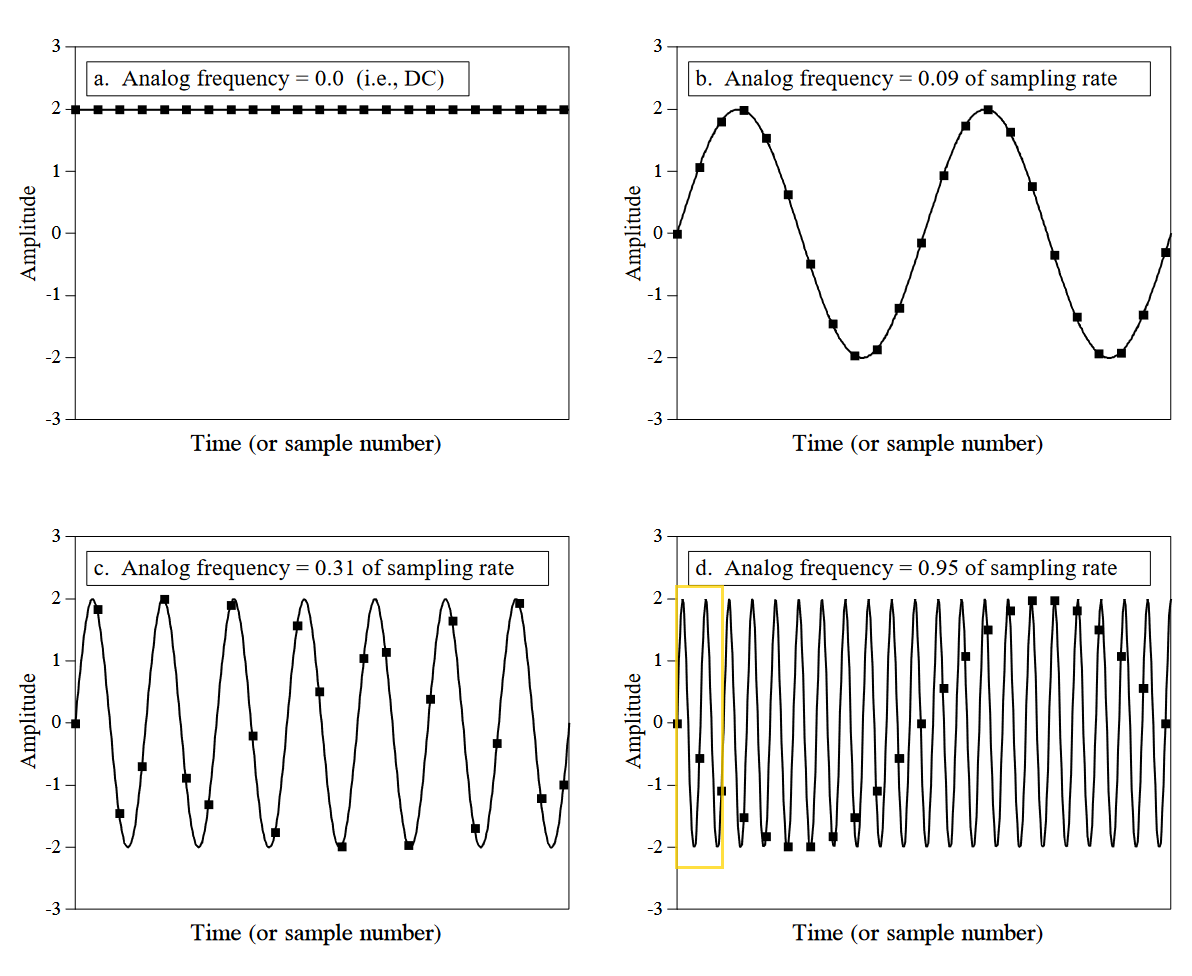 a.  Analog frequency = 0.0  (i.e., DC)
3
2
1
0
-1
-2
-3
Amplitude
Time (or sample number)
b.  Analog frequency = 0.09 of sampling rate
3
2
1
0
-1
-2
-3
Amplitude
Time (or sample number)
c.  Analog frequency = 0.31 of sampling rate
3
2
1
0
-1
-2
-3
Amplitude
Time (or sample number)
d.  Analog frequency = 0.95 of sampling rate
3
2
1
0
-1
-2
-3
Amplitude
Time (or sample number)